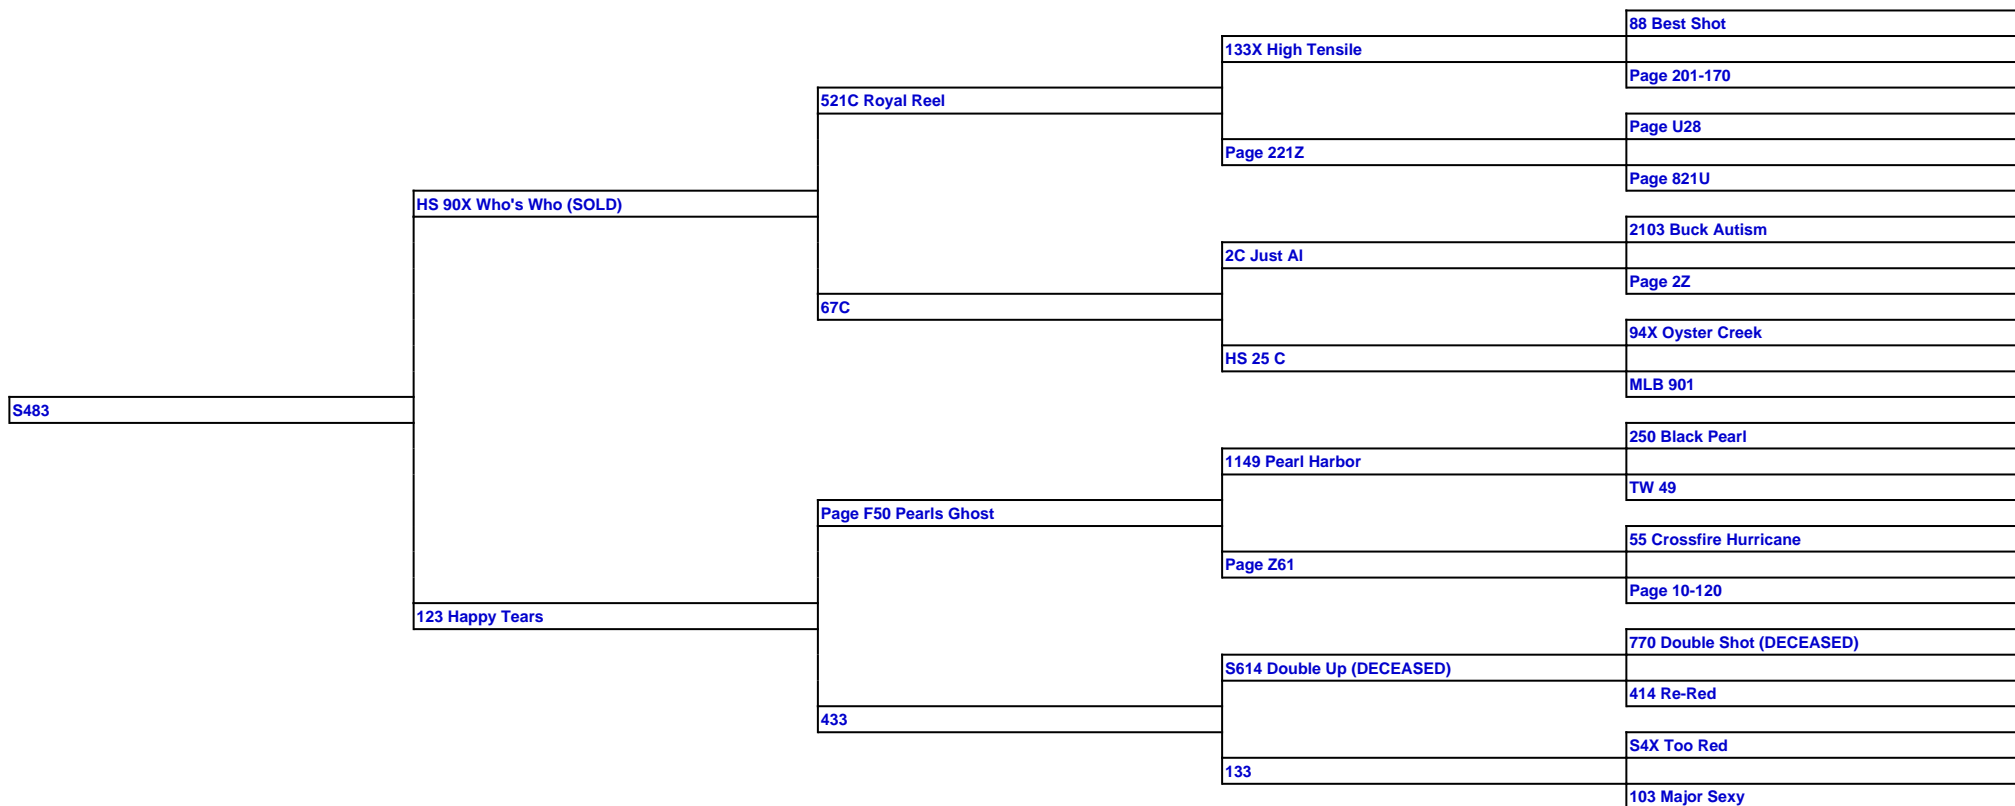 88 Best Shot
133X High Tensile
Page 201-170
521C Royal Reel
Page U28
Page 221Z
Page 821U
HS 90X Who's Who (SOLD)
2103 Buck Autism
2C Just AI
Page 2Z
67C
94X Oyster Creek
HS 25 C
MLB 901
S483
250 Black Pearl
1149 Pearl Harbor
TW 49
Page F50 Pearls Ghost
55 Crossfire Hurricane
Page Z61
Page 10-120
123 Happy Tears
770 Double Shot (DECEASED)
S614 Double Up (DECEASED)
414 Re-Red
433
S4X Too Red
133
103 Major Sexy